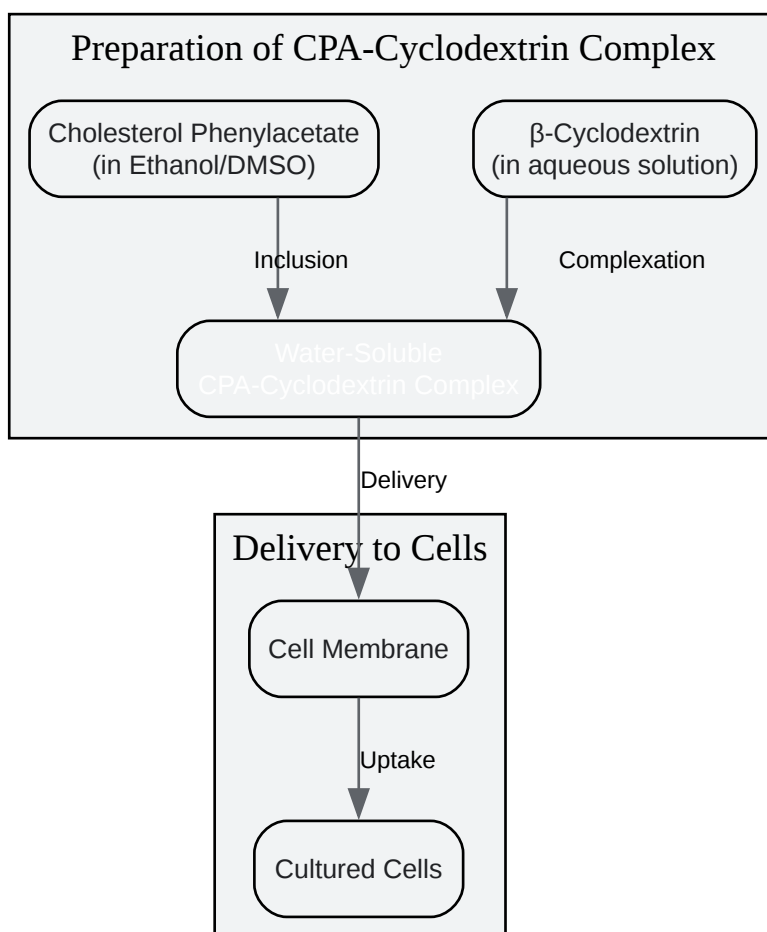 Preparation of CPA-Cyclodextrin Complex
Cholesterol Phenylacetate
(in Ethanol/DMSO)
β-Cyclodextrin
(in aqueous solution)
Inclusion
Complexation
Water-Soluble
CPA-Cyclodextrin Complex
Delivery
Delivery to Cells
Cell Membrane
Uptake
Cultured Cells